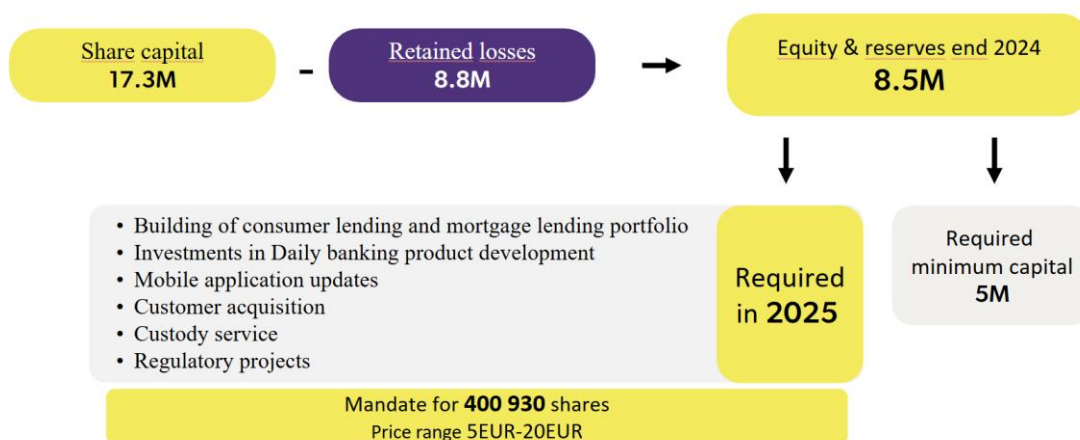 Share capital
17.3M
-
Retained losses
8.8M
Equity & reserves end 2024
8.5M
• Building of consumer lending and mortgage lending portfolio
• Investments in Daily banking product development
• Mobile application updates
• Customer acquisition
• Custody service
• Regulatory projects
Required
in 2025
Required
minimum capital
5M
Mandate for 400 930 shares
Price range 5EUR-20EUR